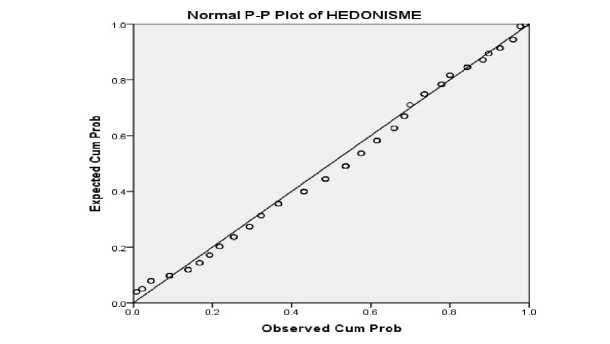 Normal P-P Plot of HEDONISME
Expected Cum Prob
1.0
0.8
0.6
0.4
0.2
0.0
0.0 0.2 0.4 0.6 0.8 1.0
Observed Cum Prob